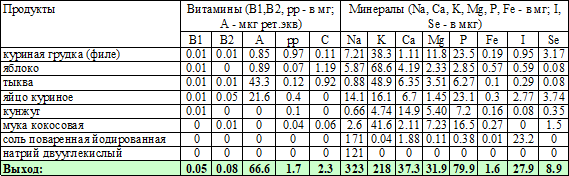 Продукты Витамины (В1,В2, рр - в мг; А - мкг рет.экв) Минералы (Na, Ca, K, Mg, P, Fe - в мг; I, Se - в мкг)
В1 В2 А рр С Na K Ca Mg P Fe I Se
куриная грудка (филе) 0.01 0.01 0.85 0.97 0.11 7.21 38.3 1.11 11.8 23.5 0.19 0.95 3.17
яблоко 0.01 0 0.89 0.07 1.19 5.87 68.6 4.19 2.33 2.85 0.57 0.59 0.08
тыква 0.01 0.01 43.3 0.12 0.92 0.88 48.9 6.35 3.51 6.27 0.1 0.29 0.08
яйцо куриное 0.01 0.05 21.6 0.4 0 14.1 16.1 6.7 1.45 23.1 0.3 2.77 3.74
кунжут 0.01 0 0 0.1 0 0.66 4.74 14.9 5.40 7.2 0.16 0.08 0.35
мука кокосовая 0 0.01 0 0.04 0.06 2.6 41.6 2.11 7.23 16.5 0.27 0 1.5
соль поваренная йодированная 0 0 0 0 0 171 0.04 1.88 0.11 0.38 0.01 23.2 0
натрий двууглекислый 0 0 0 0 0 121 0 0 0 0 0 0 0
Выход: 0.05 0.08 66.6 1.7 2.3 323 218 37.3 31.9 79.9 1.6 27.9 8.9